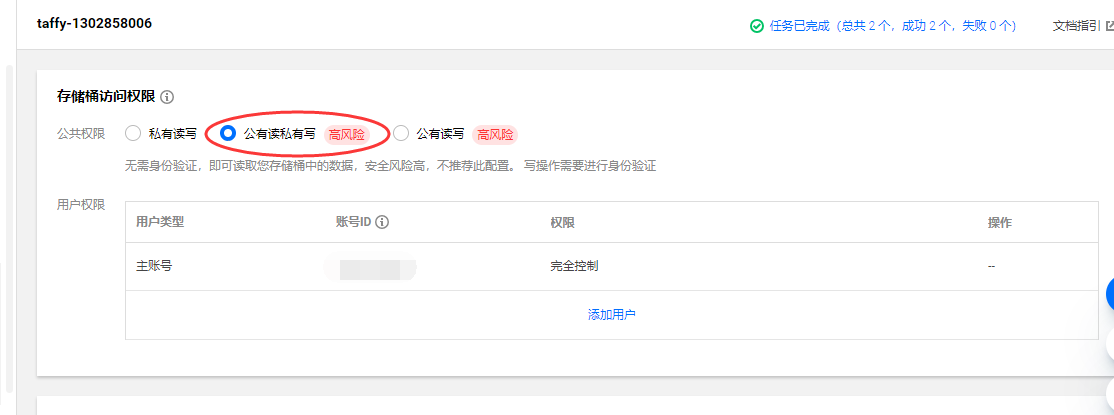 taffy-1302858006
任务已完成（总共 2 个，成功 2 个，失败 0 个）
文档指引
存储桶访问权限
公共权限 私有读写 公有读私有写 高风险 公有读写 高风险
无需身份验证，即可读取您存储桶中的数据，安全风险高，不推荐此配置。 写操作需要进行身份验证
用户权限
用户类型 账号ID 权限 操作
主账号 完全控制 --
添加用户